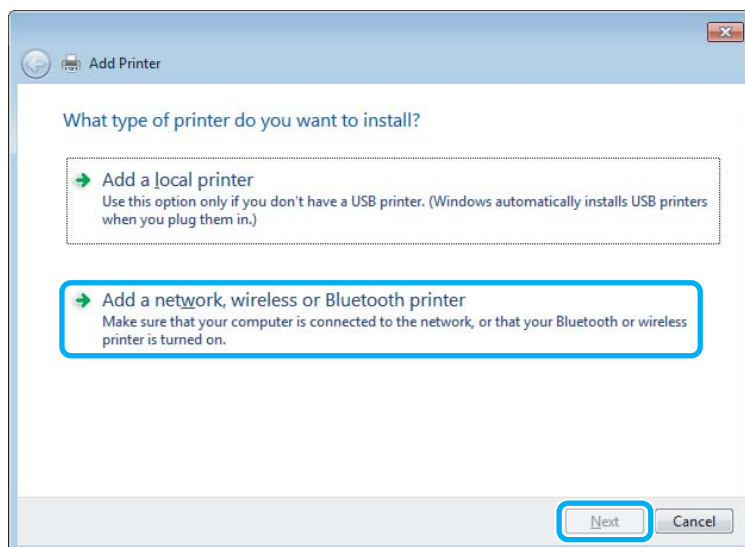 Add Printer
What type of printer do you want to install?
Add a local printer
Use this option only if you don't have a USB printer. (Windows automatically installs USB printers
when you plug them in.)
Add a network, wireless or Bluetooth printer
Make sure that your computer is connected to the network, or that your Bluetooth or wireless
printer is turned on.
Next
Cancel